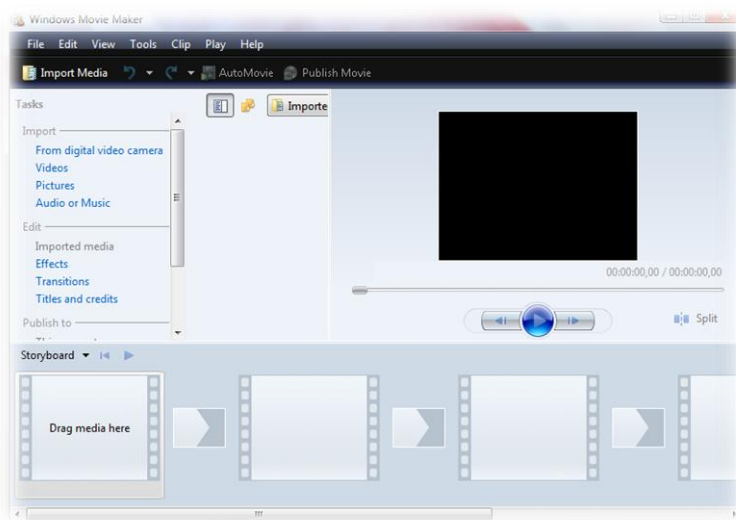 Windows Movie Maker
File Edit View Tools Clip Play Help
Import Media AutoMovie Publish Movie
Tasks
Importe
Import
From digital video camera
Videos
Pictures
Audio or Music
Edit
Imported media
Effects
Transitions
Titles and credits
Publish to
00:00:00,00 / 00:00:00,00
Split
Storyboard
Drag media here